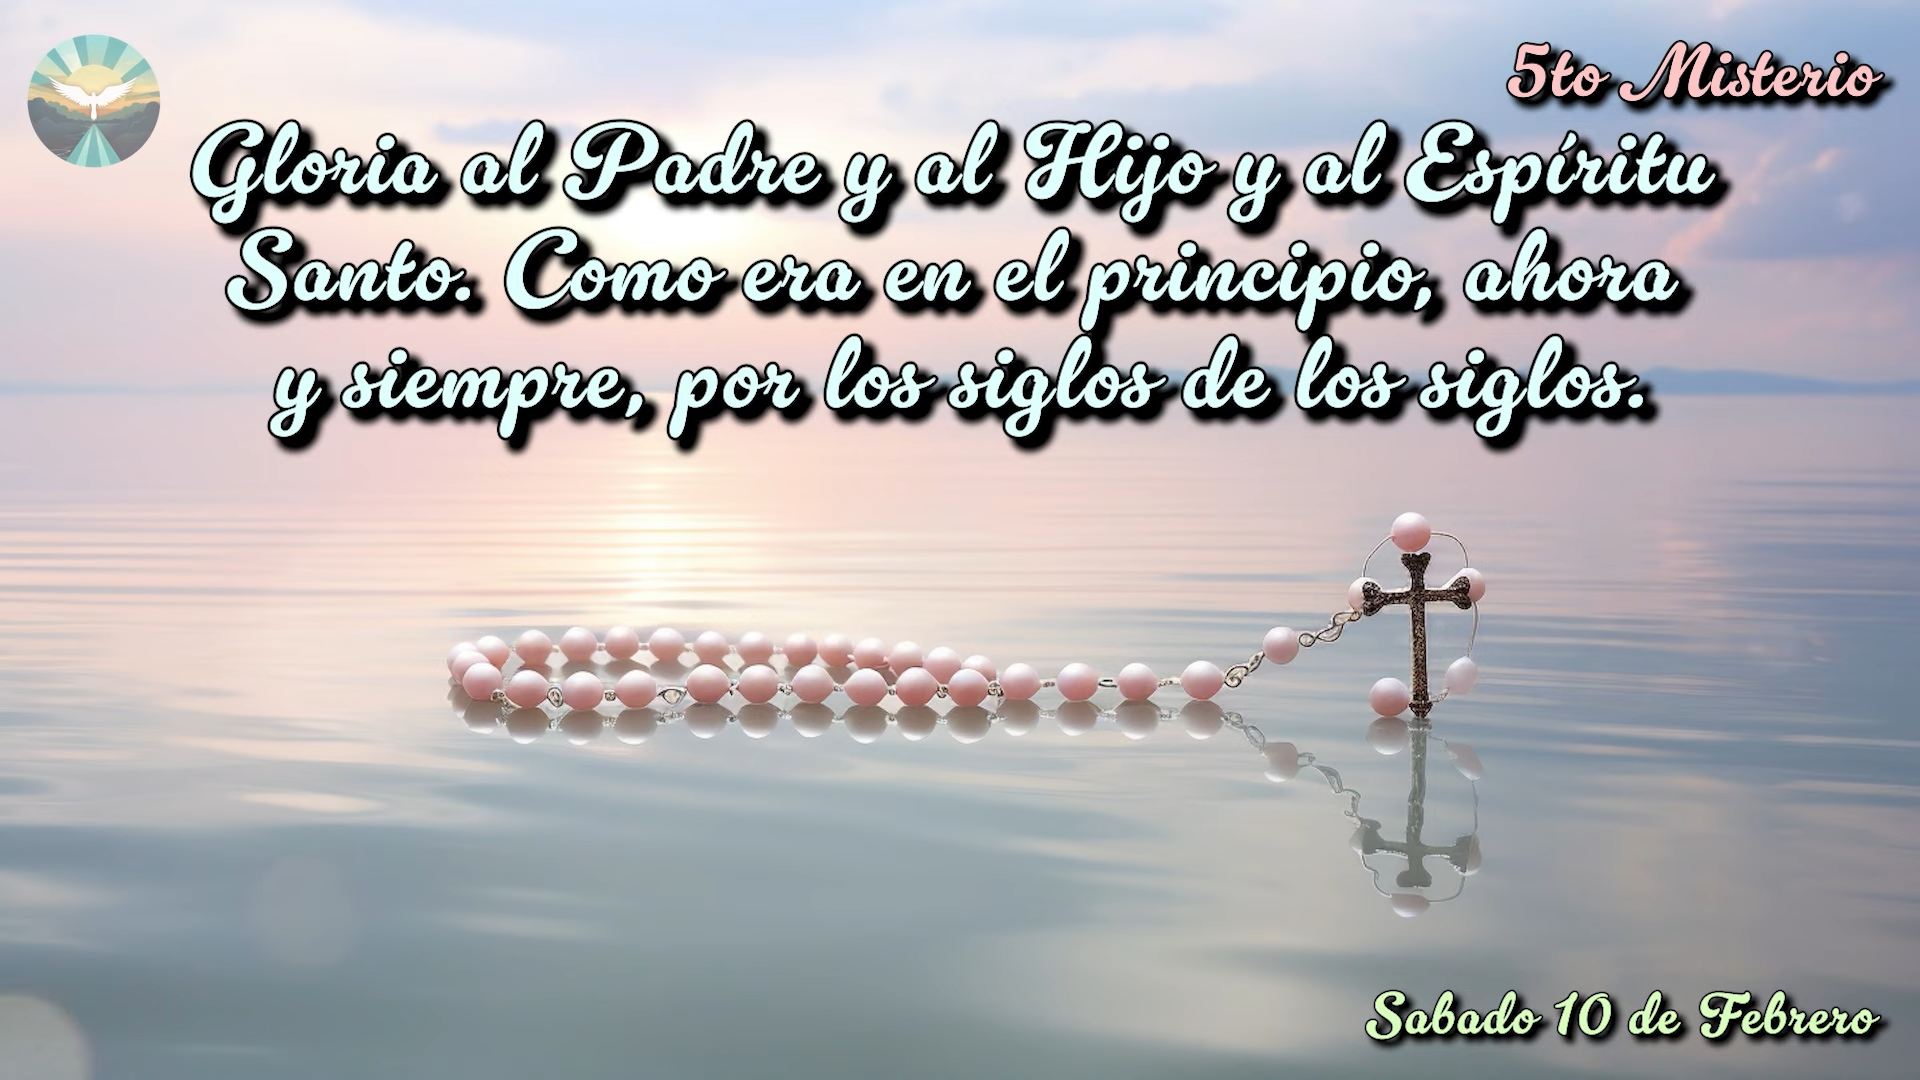 5to Misterio
Gloria al Padre y al Hijo y al Espíritu
Santo. Como era en el principio, ahora
y siempre, por los siglos de los siglos.
Sabado 10 de Febrero